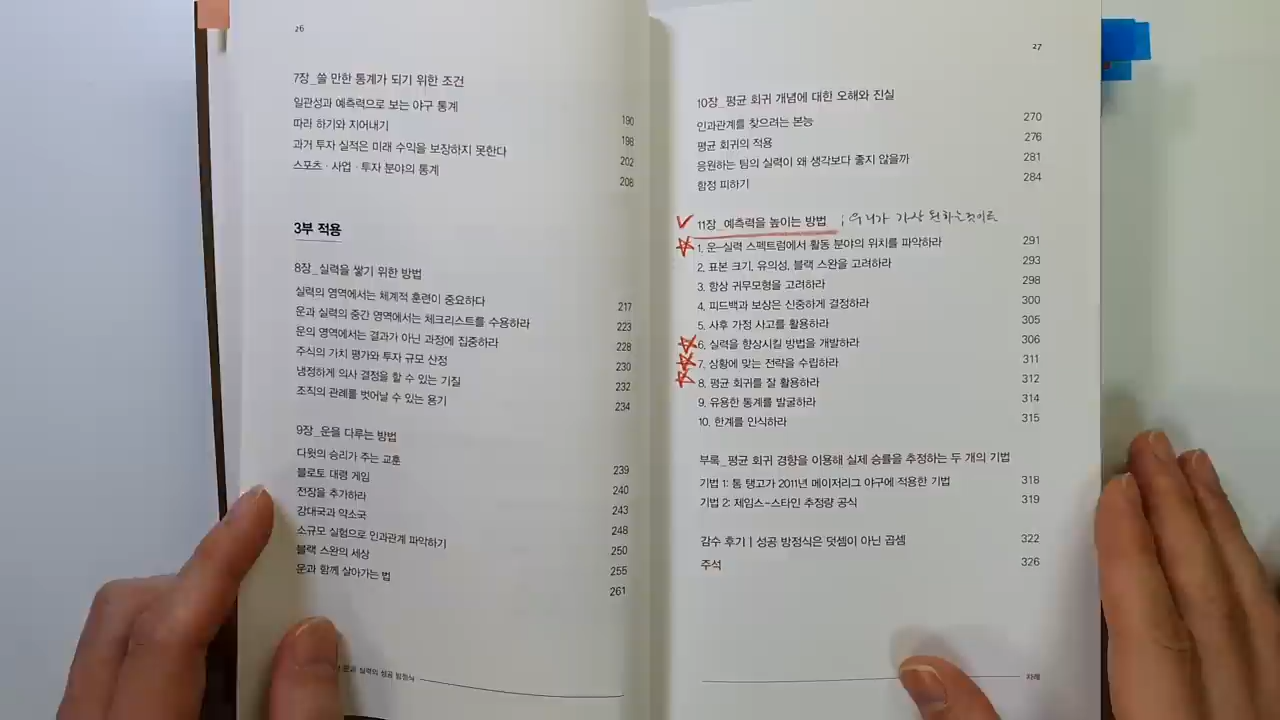 26
7장_쓸 만한 통계가 되기 위한 조건
일관성과 예측력으로 보는 야구 통계 190
따라 하기와 지어내기 198
과거 투자 실적은 미래 수익을 보장하지 못한다 202
스포츠·사업·투자 분야의 통계 208
3부 적용
8장_실력을 쌓기 위한 방법
실력의 영역에서는 체계적 훈련이 중요하다 217
운과 실력의 중간 영역에서는 체크리스트를 수용하라 223
운의 영역에서는 결과가 아닌 과정에 집중하라 228
주식의 가치 평가와 투자 규모 산정 230
냉정하게 의사 결정을 할 수 있는 기질 232
조직의 관례를 벗어날 수 있는 용기 234
9장_운을 다루는 방법
다윗의 승리가 주는 교훈 239
블로토 대령 게임 240
전장을 추가하라 243
강대국과 약소국 248
소규모 실험으로 인과관계 파악하기 250
블랙 스완의 세상 255
운과 함께 살아가는 법 261
운과 실력의 성공 방정식
27
10장_평균 회귀 개념에 대한 오해와 진실
인과관계를 찾으려는 본능 270
평균 회귀의 적용 276
응원하는 팀의 실력이 왜 생각보다 좋지 않을까 281
함정 피하기 284
11장_예측력을 높이는 방법 ; 우리가 가장 원하는것이죠
1. 운–실력 스펙트럼에서 활동 분야의 위치를 파악하라 291
2. 표본 크기, 유의성, 블랙 스완을 고려하라 293
3. 항상 귀무모형을 고려하라 298
4. 피드백과 보상은 신중하게 결정하라 300
5. 사후 가정 사고를 활용하라 305
6. 실력을 향상시킬 방법을 개발하라 306
7. 상황에 맞는 전략을 수립하라 311
8. 평균 회귀를 잘 활용하라 312
9. 유용한 통계를 발굴하라 314
10. 한계를 인식하라 315
부록_평균 회귀 경향을 이용해 실제 승률을 추정하는 두 개의 기법
기법 1: 톰 탱고가 2011년 메이저리그 야구에 적용한 기법 318
기법 2: 제임스–스타인 추정량 공식 319
감수 후기 | 성공 방정식은 덧셈이 아닌 곱셈 322
주석 326
차례